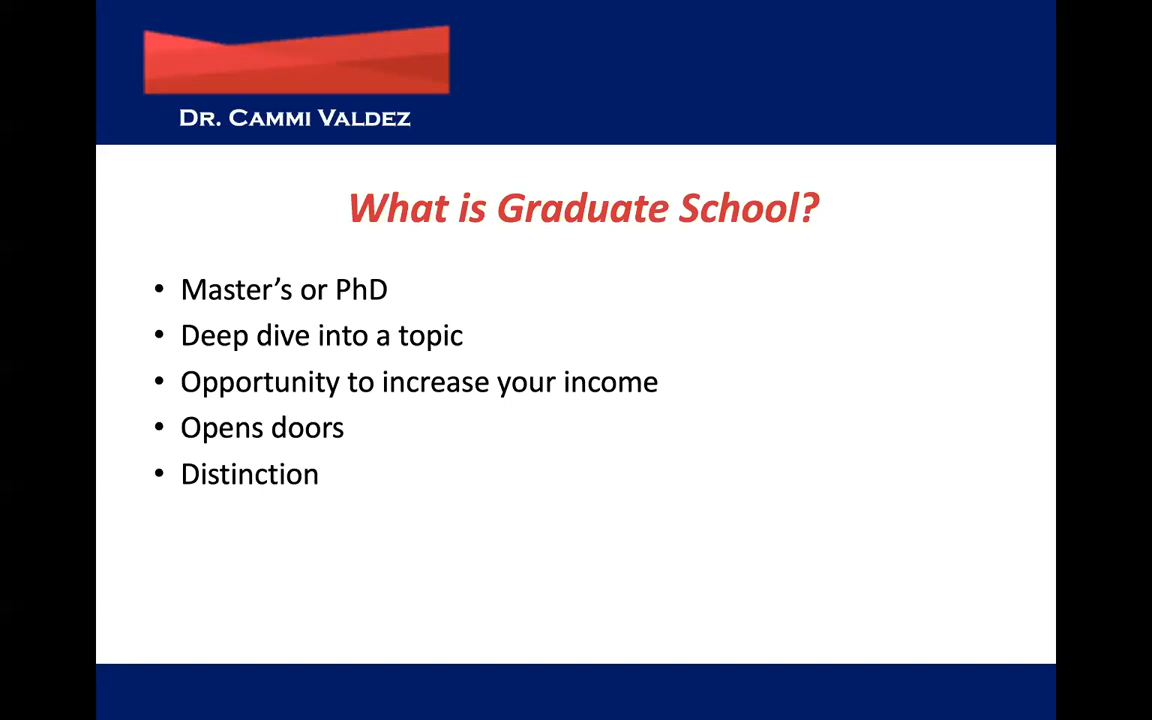 DR. CAMMI VALDEZ
What is Graduate School?
• Master’s or PhD
• Deep dive into a topic
• Opportunity to increase your income
• Opens doors
• Distinction